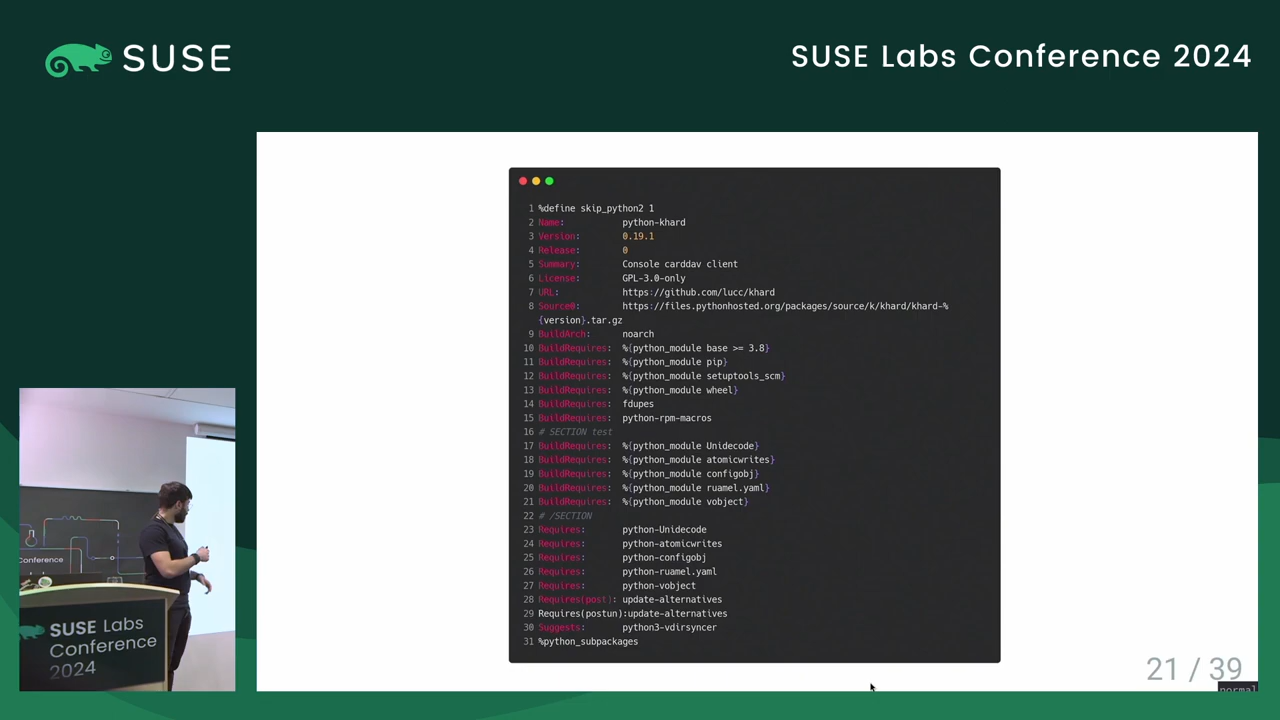 SUSE
SUSE Labs Conference 2024
1 %define skip_python2 1
2 Name: python-khard
3 Version: 0.19.1
4 Release: 0
5 Summary: Console carddav client
6 License: GPL-3.0-only
7 URL: https://github.com/lucc/khard
8 Source0: https://files.pythonhosted.org/packages/source/k/khard/khard-%
{version}.tar.gz
9 BuildArch: noarch
10 BuildRequires: %{python_module base >= 3.8}
11 BuildRequires: %{python_module pip}
12 BuildRequires: %{python_module setuptools_scm}
13 BuildRequires: %{python_module wheel}
14 BuildRequires: fdupes
15 BuildRequires: python-rpm-macros
16 # SECTION test
17 BuildRequires: %{python_module Unidecode}
18 BuildRequires: %{python_module atomicwrites}
19 BuildRequires: %{python_module configobj}
20 BuildRequires: %{python_module ruamel.yaml}
21 BuildRequires: %{python_module vobject}
22 # /SECTION
23 Requires: python-Unidecode
24 Requires: python-atomicwrites
25 Requires: python-configobj
26 Requires: python-ruamel.yaml
27 Requires: python-vobject
28 Requires(post): update-alternatives
29 Requires(postun):update-alternatives
30 Suggests: python3-vdirsyncer
31 %python_subpackages
21 / 39
normal
Conference
SUSE Labs
Conference
2024